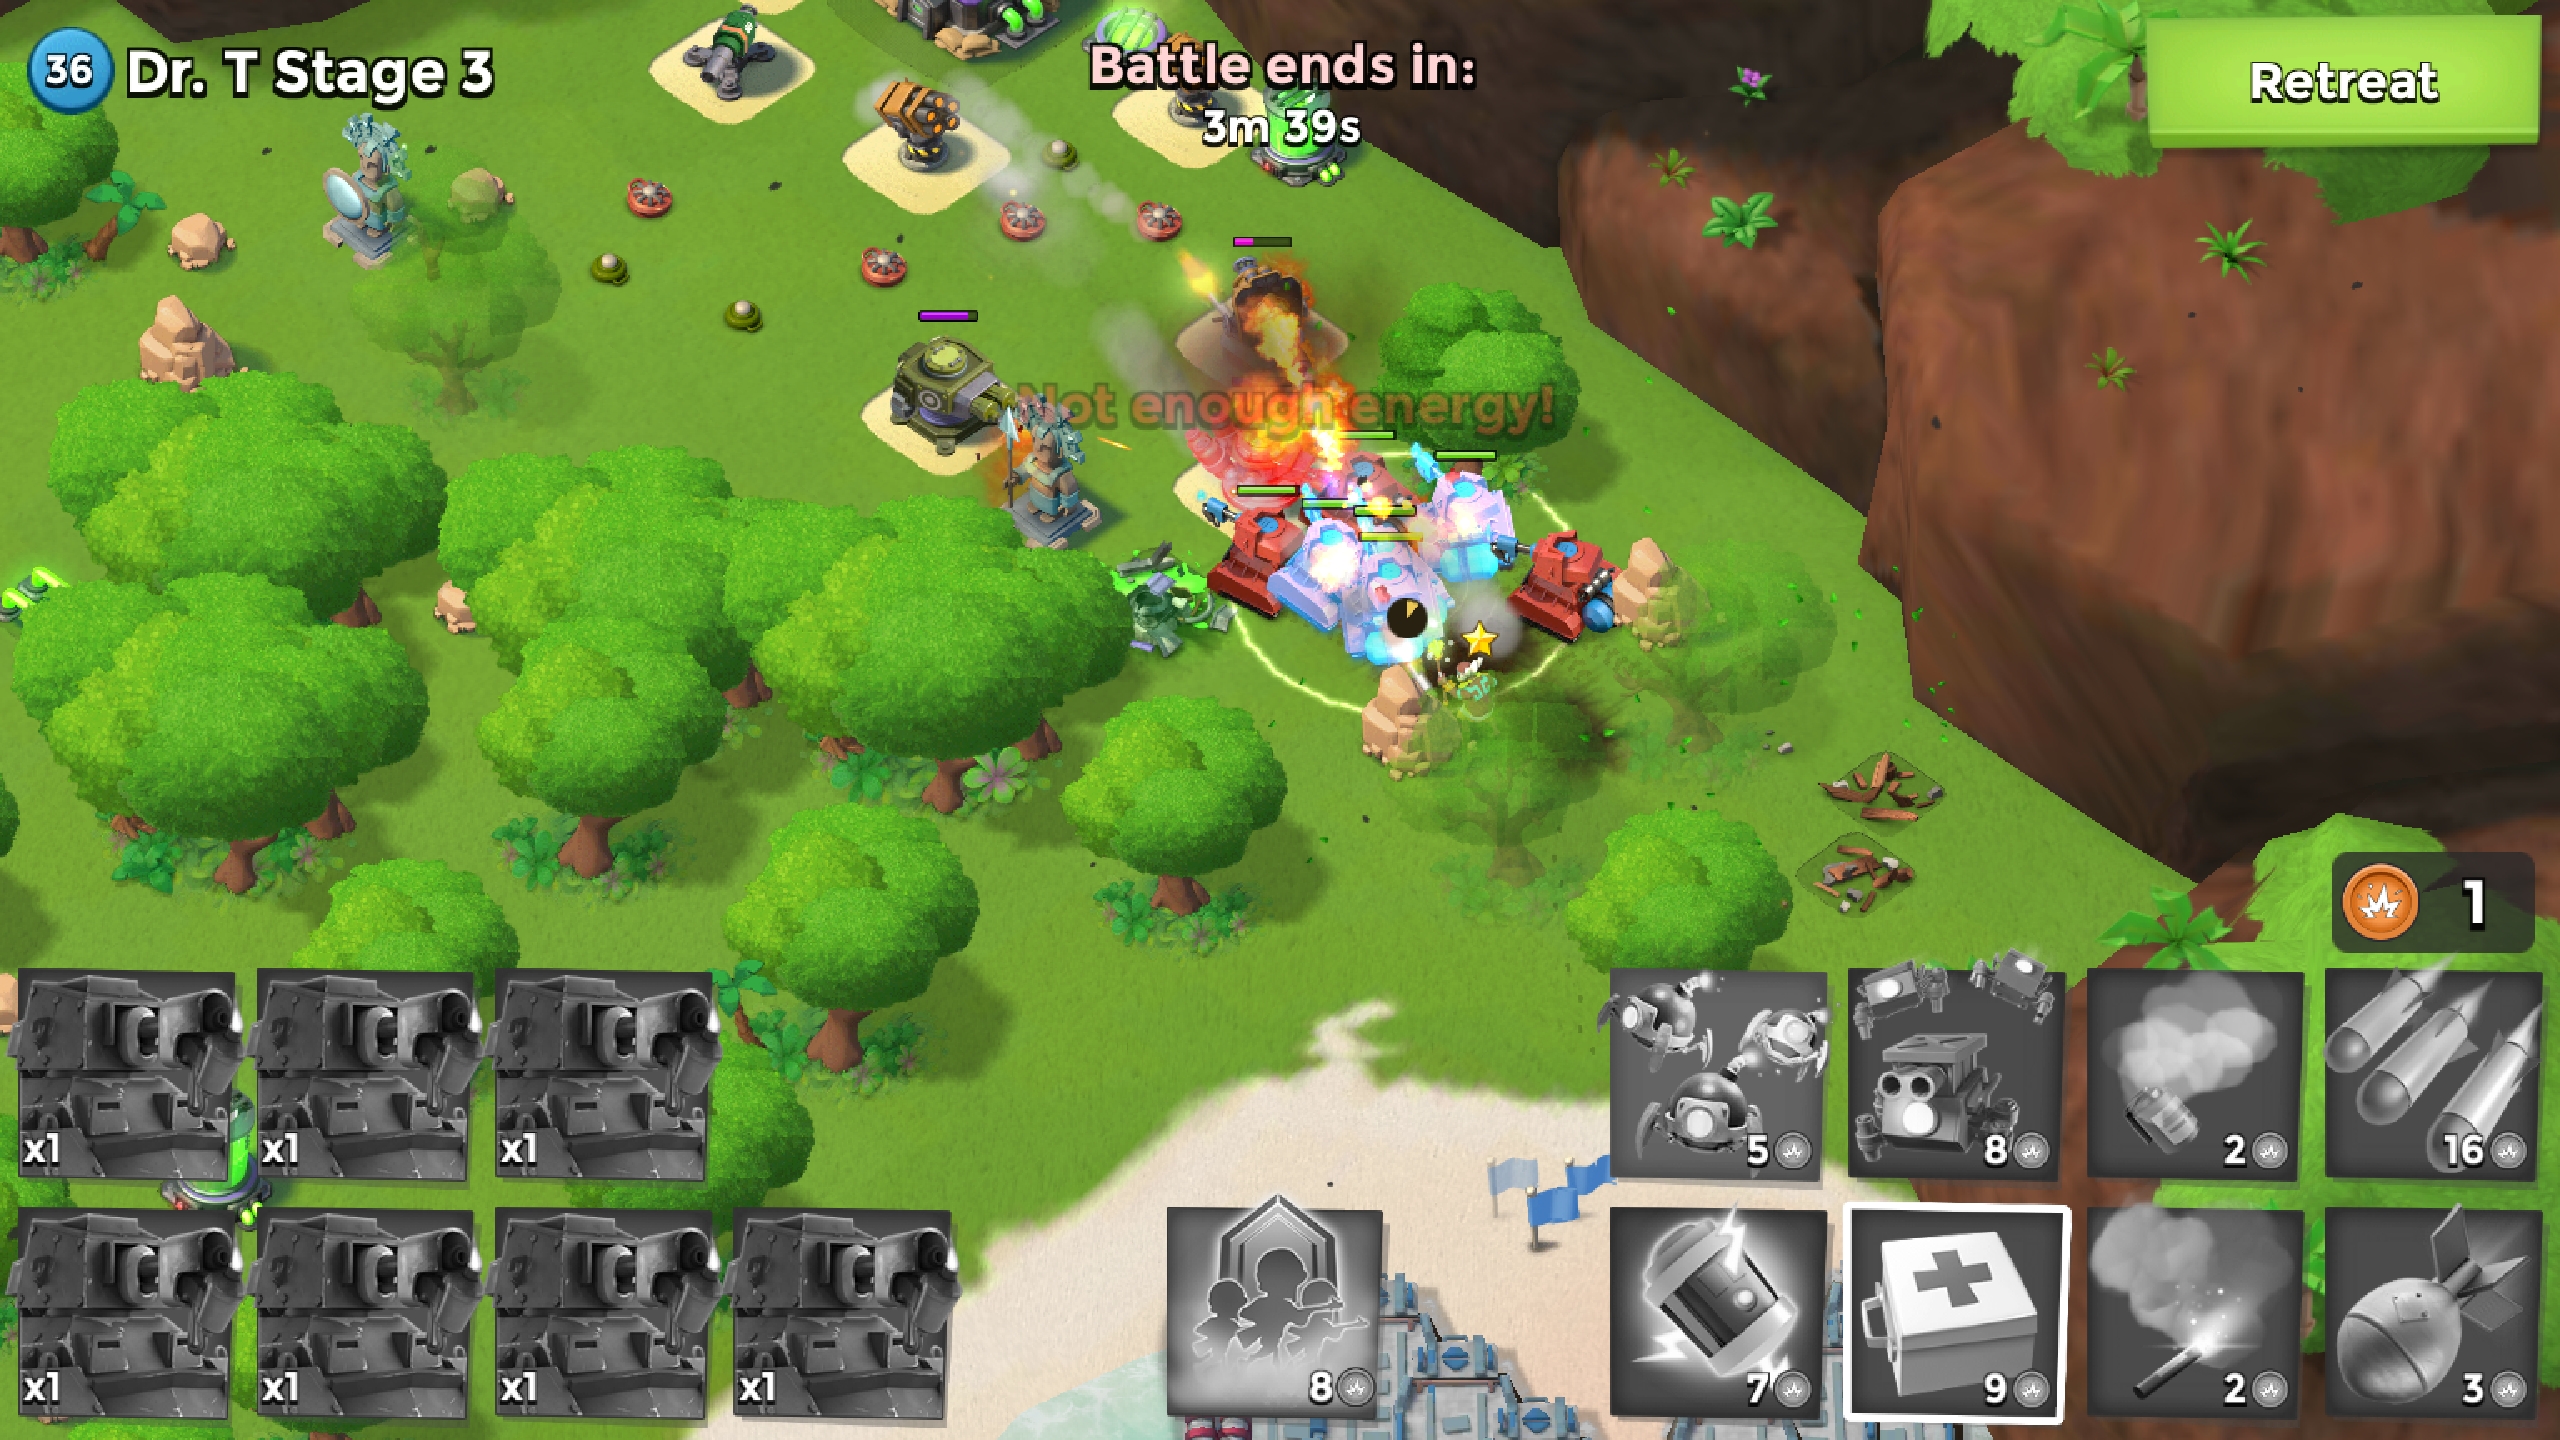 36 Dr. T Stage 3
Battle ends in:
3m 39s
Retreat
Not enough energy!
1
x1 x1 x1
5 8 2 16
x1 x1 x1 x1
8
7 9 2 3